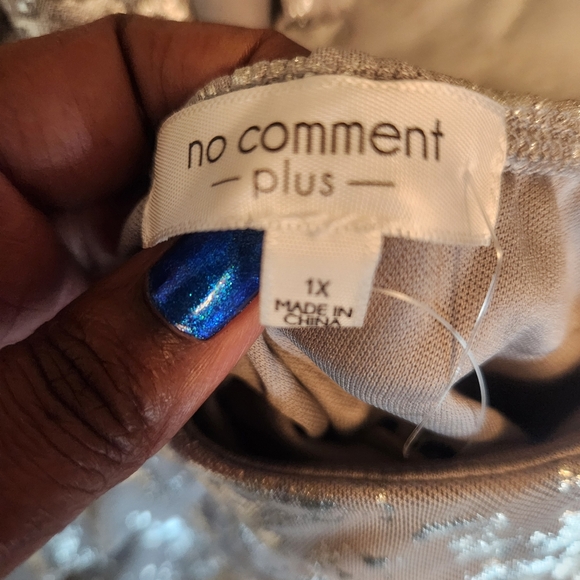 no comment
— plus —
1X
MADE IN
CHINA